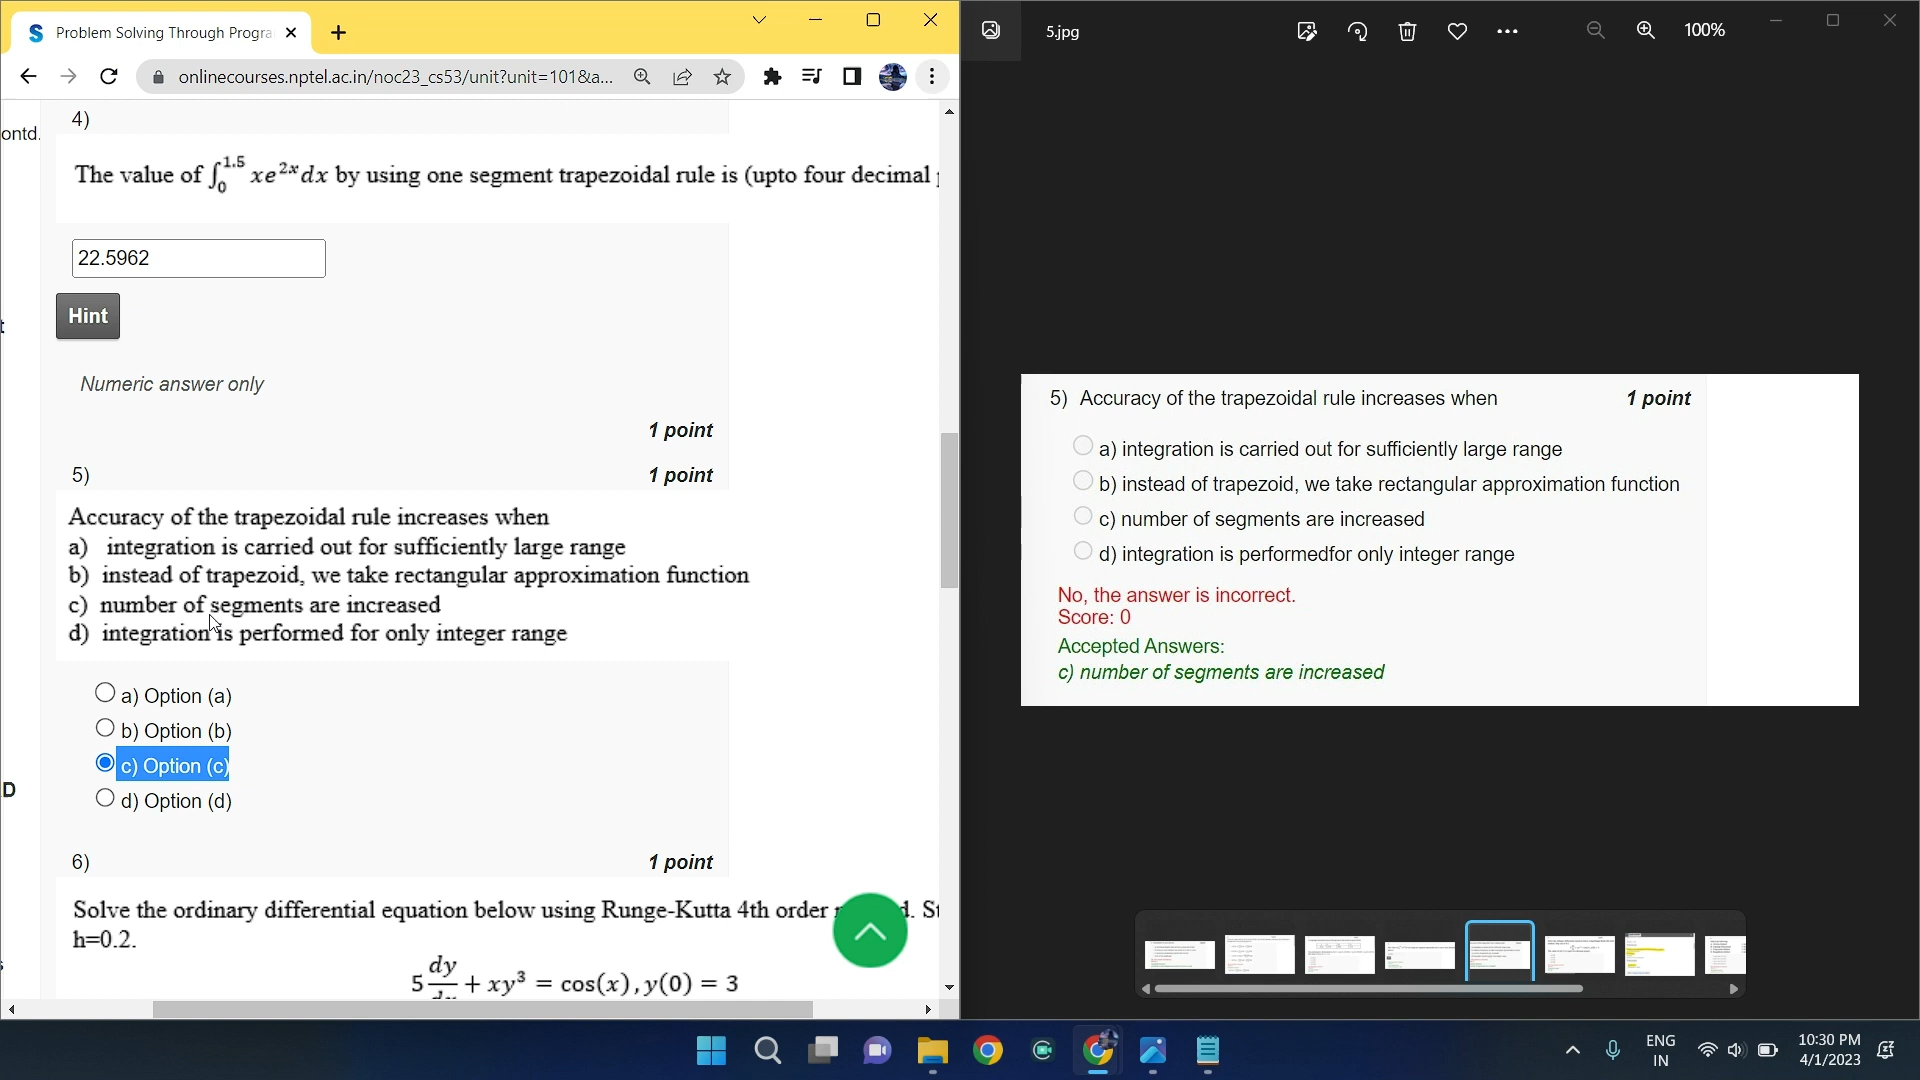 Problem Solving Through Progra
5.jpg
100%
onlinecourses.nptel.ac.in/noc23_cs53/unit?unit=101&a...
ontd.
4)
The value of ∫₀^1.5 xe^2x dx by using one segment trapezoidal rule is (upto four decimal
22.5962
Hint
Numeric answer only
1 point
5) 1 point
Accuracy of the trapezoidal rule increases when
a) integration is carried out for sufficiently large range
b) instead of trapezoid, we take rectangular approximation function
c) number of segments are increased
d) integration is performed for only integer range
a) Option (a)
b) Option (b)
c) Option (c)
d) Option (d)
D
6) 1 point
Solve the ordinary differential equation below using Runge-Kutta 4th order
h=0.2.
5 dy/dx + xy³ = cos(x), y(0) = 3
5) Accuracy of the trapezoidal rule increases when 1 point
a) integration is carried out for sufficiently large range
b) instead of trapezoid, we take rectangular approximation function
c) number of segments are increased
d) integration is performedfor only integer range
No, the answer is incorrect.
Score: 0
Accepted Answers:
c) number of segments are increased
ENG
IN
10:30 PM
4/1/2023